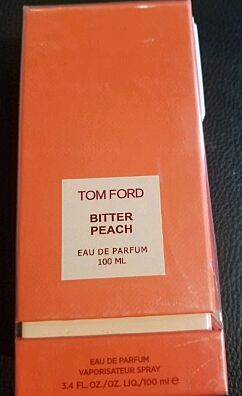 TOM FORD
BITTER
PEACH
EAU DE PARFUM
100 ML
EAU DE PARFUM
VAPORISATEUR SPRAY
3.4 FL. OZ./OZ. LIQ./100 ml ℮